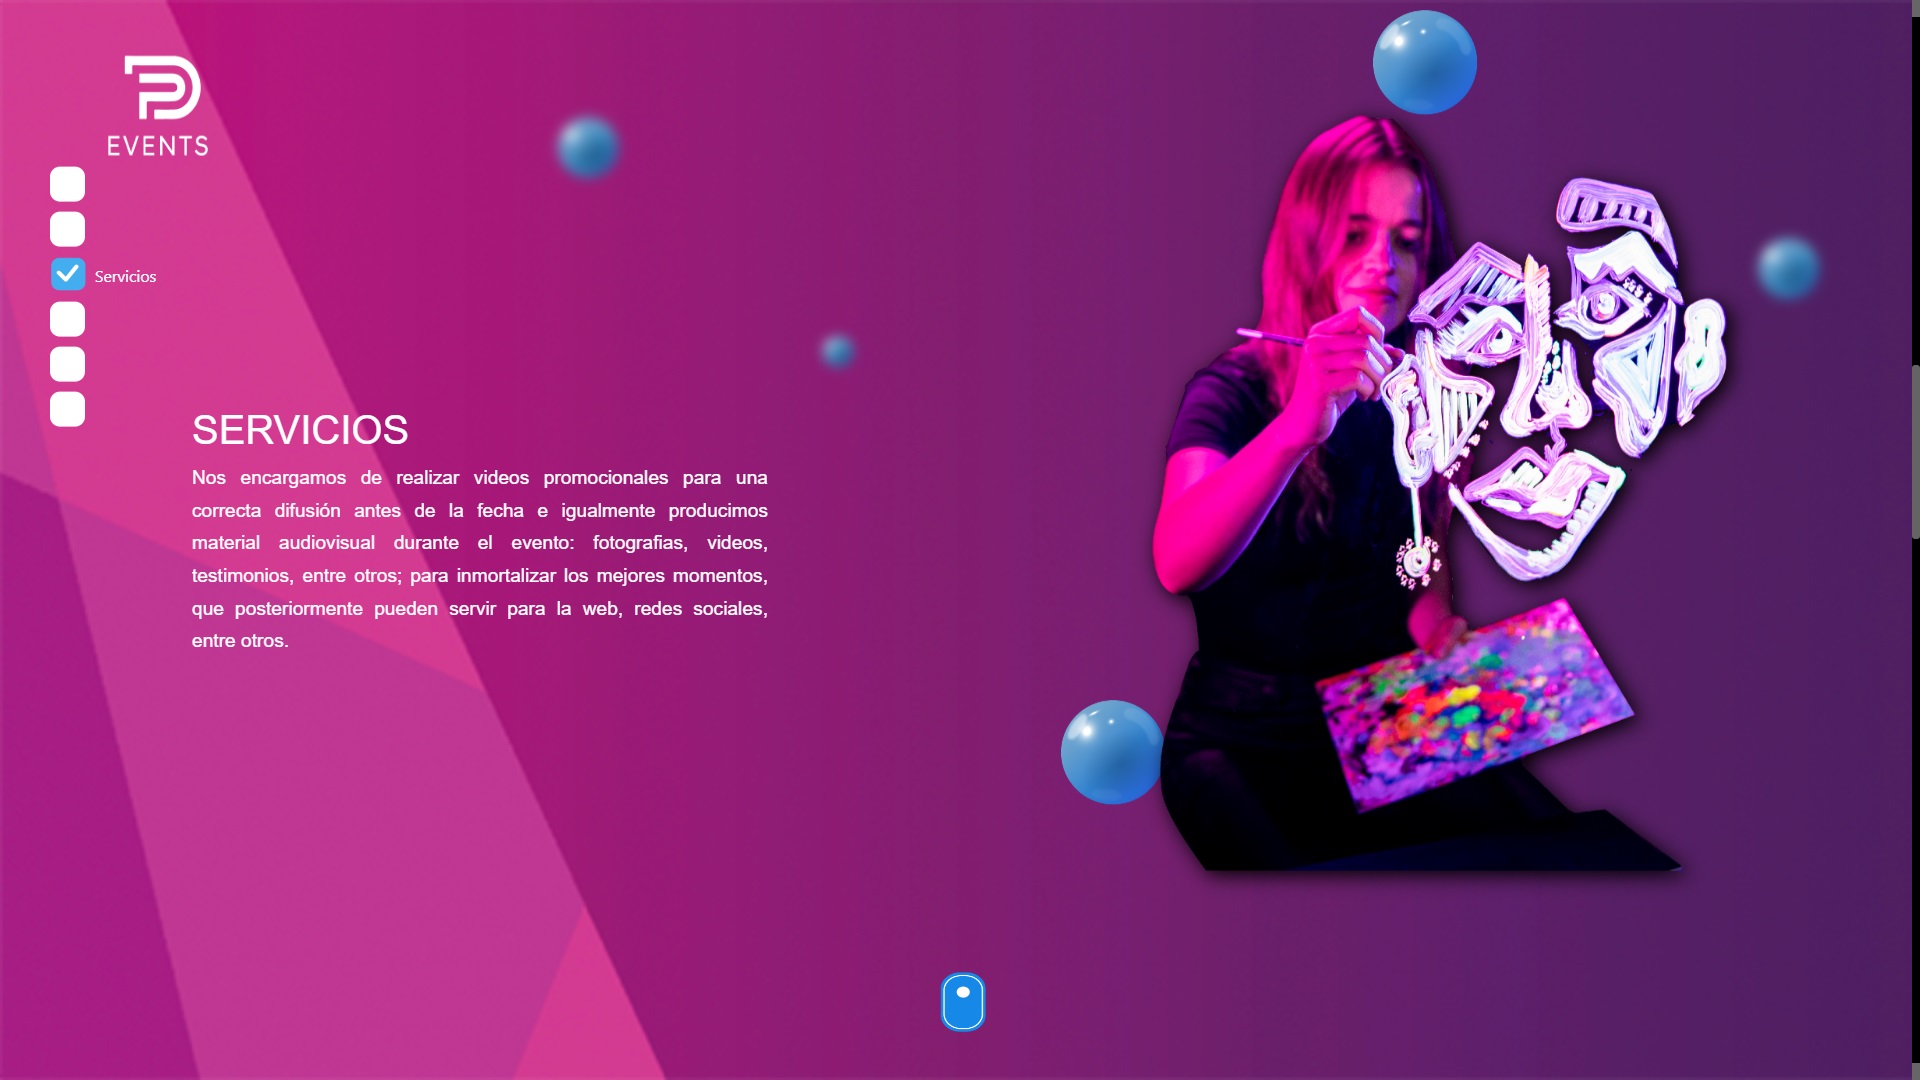 EVENTS
Servicios
SERVICIOS
Nos encargamos de realizar videos promocionales para una
correcta difusión antes de la fecha e igualmente producimos
material audiovisual durante el evento: fotografias, videos,
testimonios, entre otros; para inmortalizar los mejores momentos,
que posteriormente pueden servir para la web, redes sociales,
entre otros.